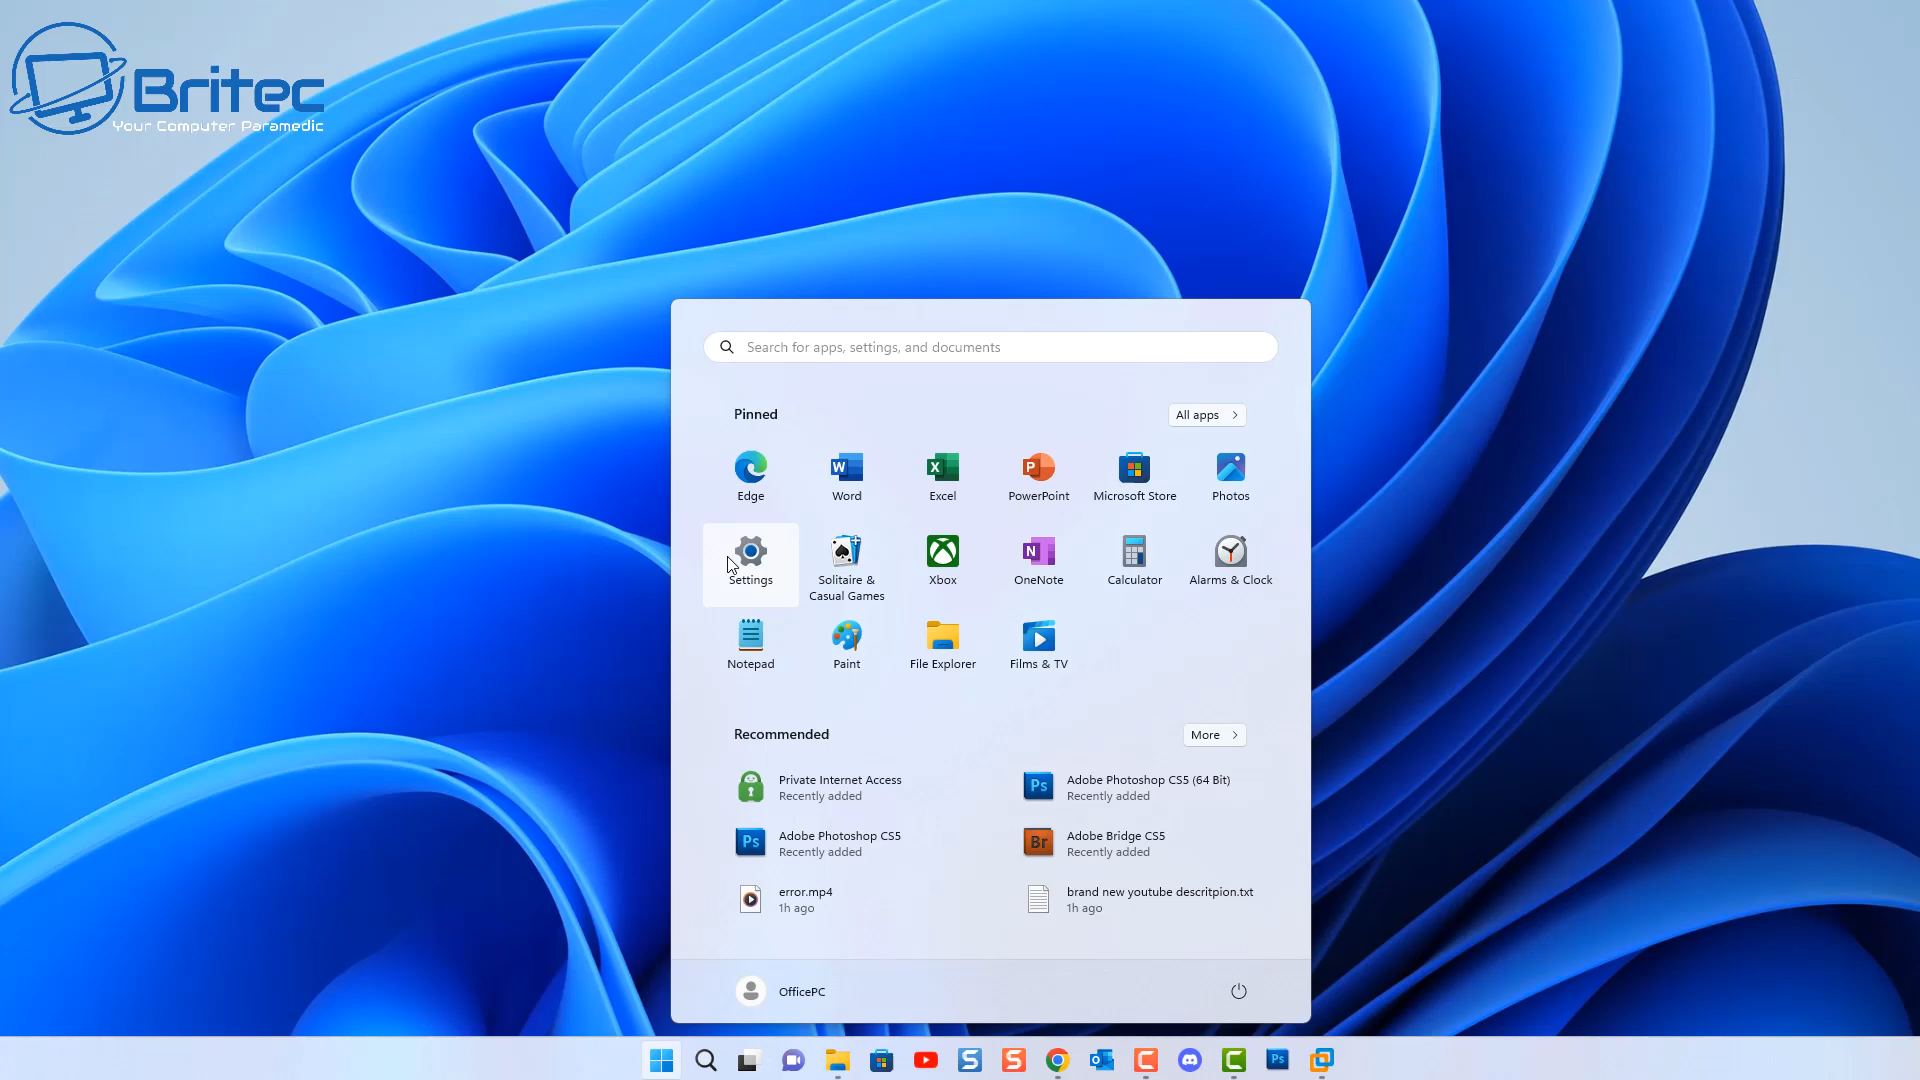 Britec
Your Computer Paramedic
Search for apps, settings, and documents
Pinned
All apps
Edge
Word
Excel
PowerPoint
Microsoft Store
Photos
Settings
Solitaire &
Casual Games
Xbox
OneNote
Calculator
Alarms & Clock
Notepad
Paint
File Explorer
Films & TV
Recommended
More
Private Internet Access
Recently added
Adobe Photoshop CS5 (64 Bit)
Recently added
Adobe Photoshop CS5
Recently added
Adobe Bridge CS5
Recently added
error.mp4
1h ago
brand new youtube descritpion.txt
1h ago
OfficePC